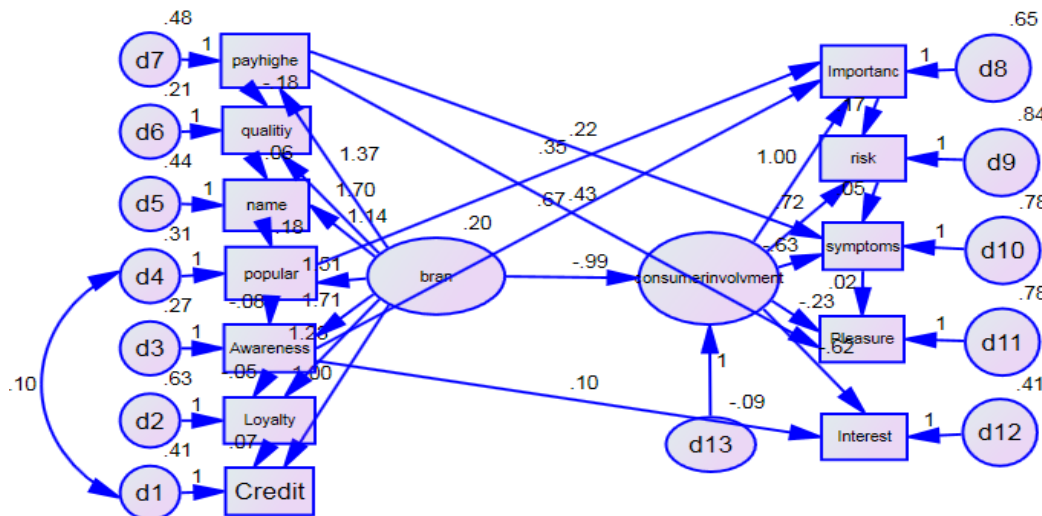 .48
.65
d7
1
payhighe
Importanc
1
d8
.21
-.18
.17
.84
d6
1
qualitiy
.22
risk
1
d9
.44
.06
1.37
.35
1.00
.05
.78
d5
1
name
1.70
.67
.43
.72
.31
.18
1.14
.20
-.63
symptoms
1
d10
d4
1
popular
1.51
bran
-.99
consumerinvolvment
.02
.78
.27
-.08
1.71
-.23
d3
1
Awareness
1.28
Pleasure
1
d11
.10
.63
-.05
1.00
1
-.62
.41
d2
1
Loyalty
.10
-.09
.41
.07
d13
Interest
1
d12
d1
1
Credit